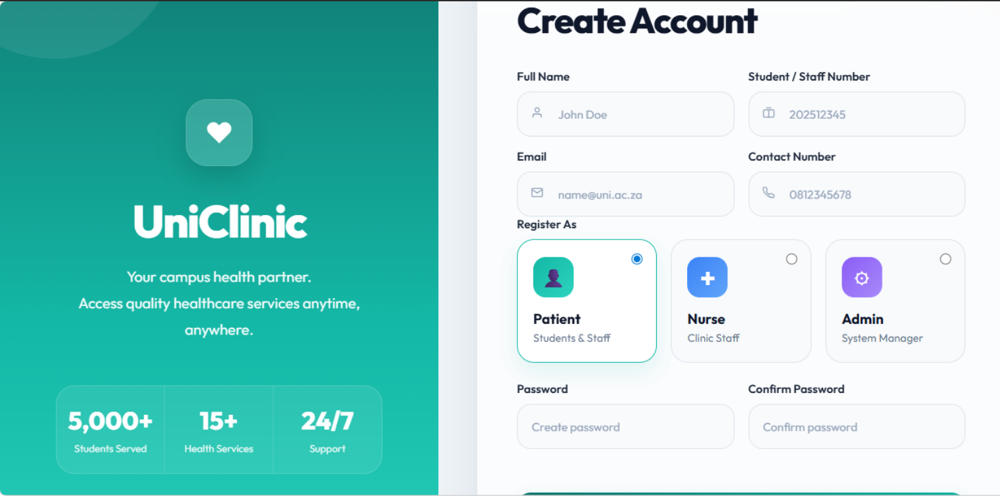 UniClinic
Your campus health partner.
Access quality healthcare services anytime,
anywhere.
5,000+
Students Served
15+
Health Services
24/7
Support
Create Account
Full Name
John Doe
Student / Staff Number
202512345
Email
name@uni.ac.za
Contact Number
0812345678
Register As
Patient
Students & Staff
Nurse
Clinic Staff
Admin
System Manager
Password
Create password
Confirm Password
Confirm password